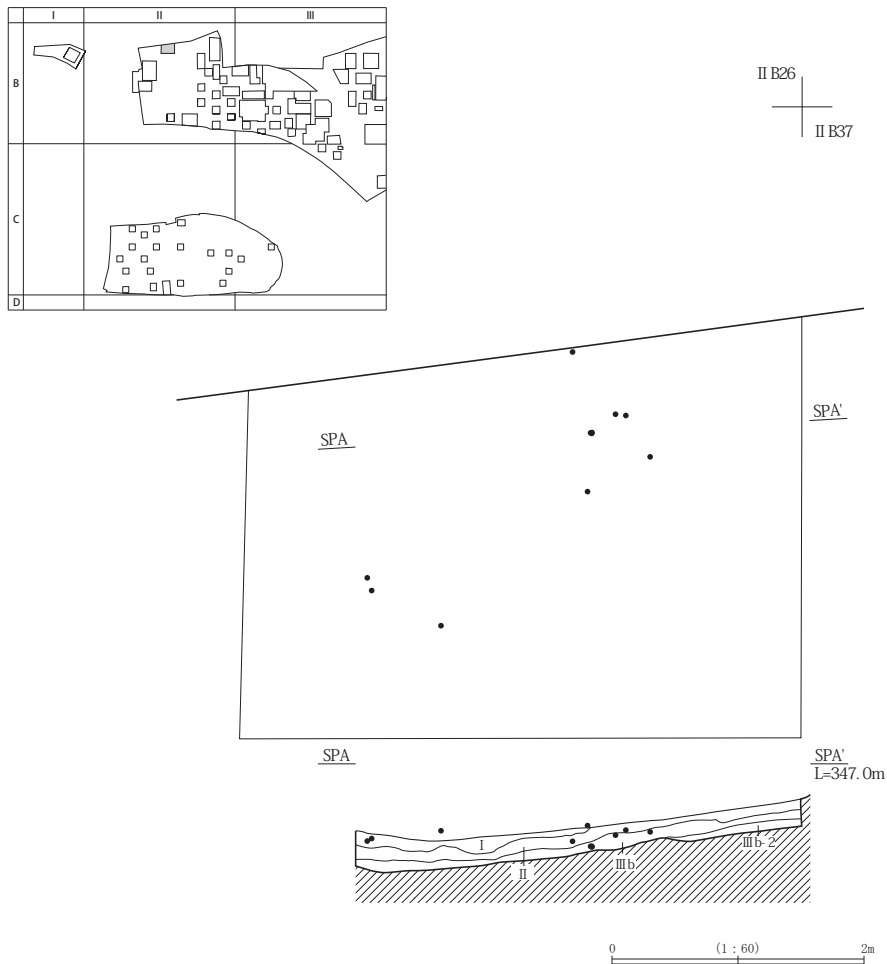 I II III
B
C
D
II B26
II B37
SPA SPA'
SPA SPA'
L=347.0m
I
II
IIIb
IIIb-2
0 (1:60) 2m